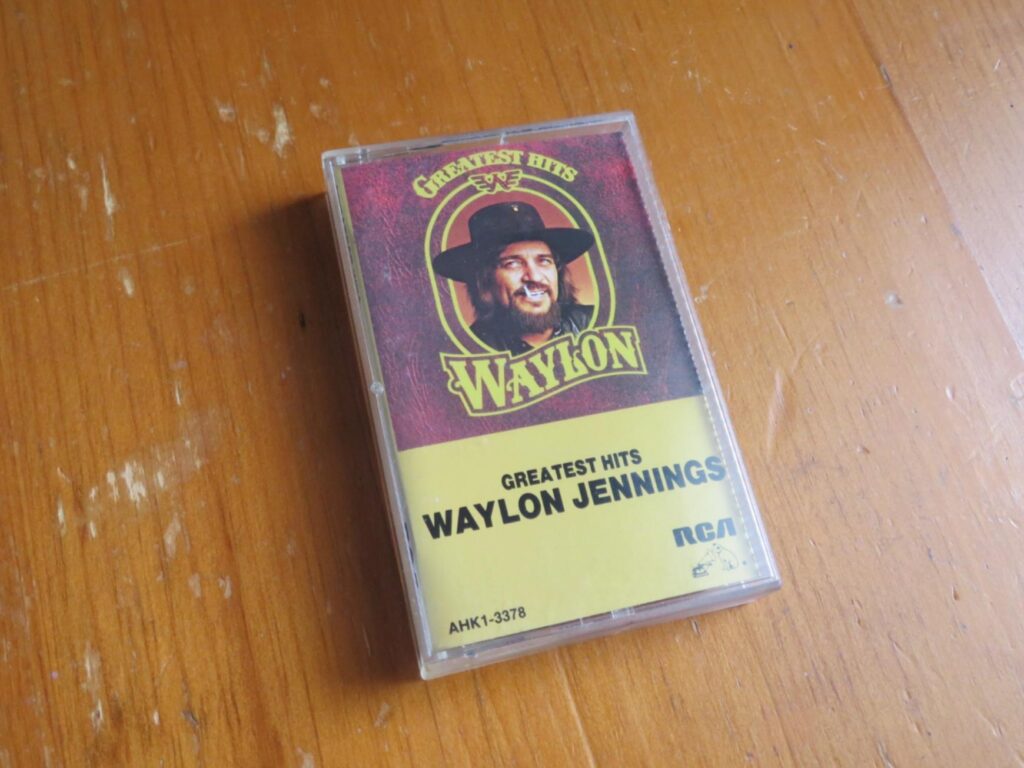 GREATEST HITS
W
WAYLON
GREATEST HITS
WAYLON JENNINGS
RCA
AHK1-3378